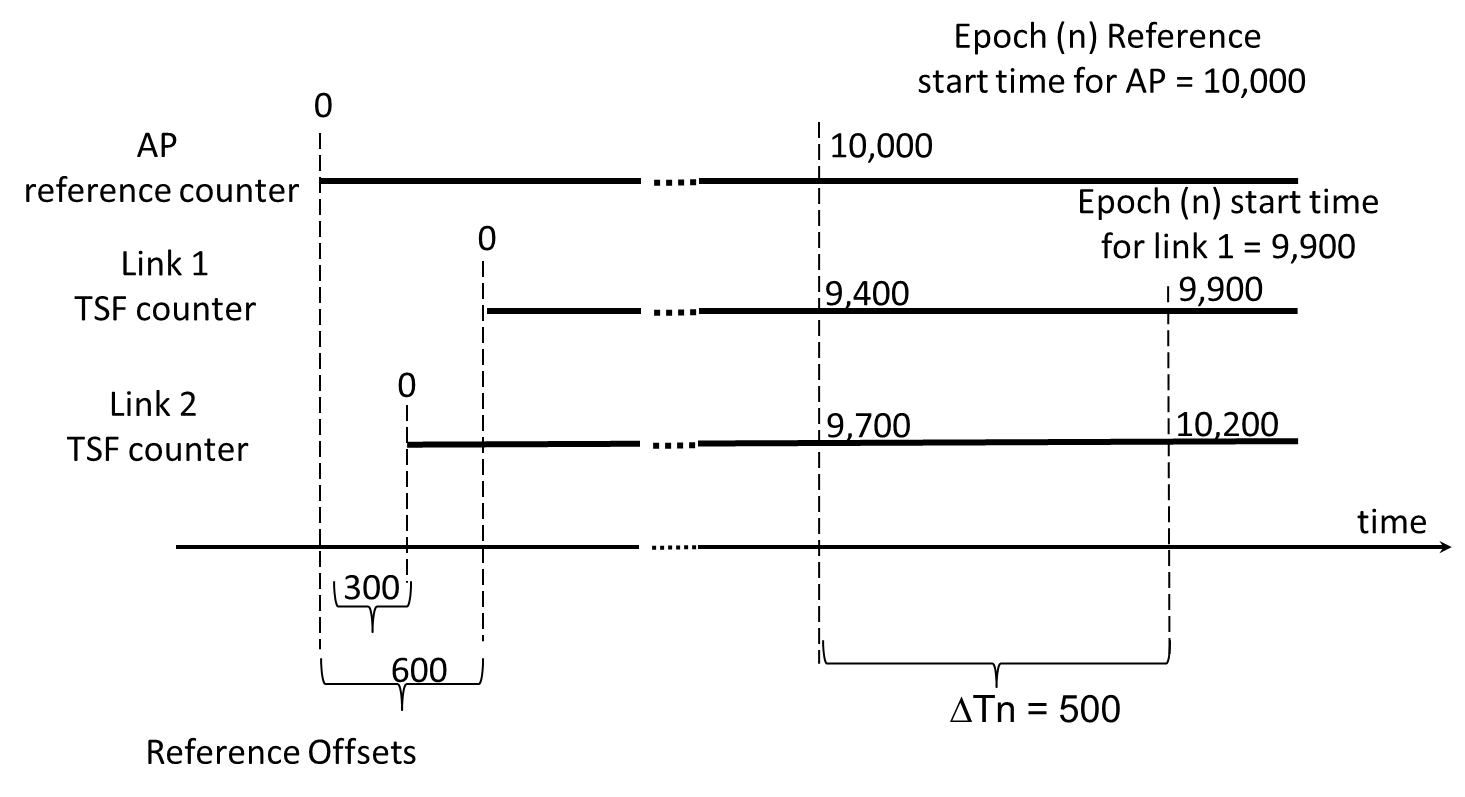 Epoch (n) Reference
start time for AP = 10,000
0
AP
reference counter
10,000
Epoch (n) start time
for link 1 = 9,900
0
Link 1
TSF counter
9,400
9,900
0
Link 2
TSF counter
9,700
10,200
time
300
600
ΔTn = 500
Reference Offsets